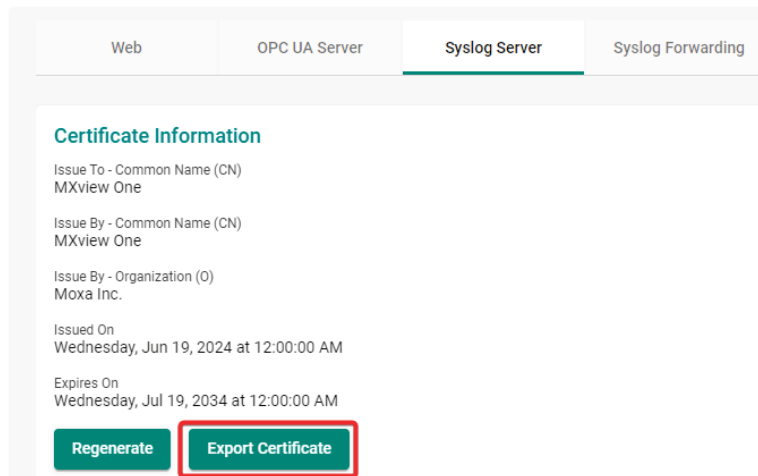 Web OPC UA Server Syslog Server Syslog Forwarding
Certificate Information
Issue To - Common Name (CN)
MXview One
Issue By - Common Name (CN)
MXview One
Issue By - Organization (O)
Moxa Inc.
Issued On
Wednesday, Jun 19, 2024 at 12:00:00 AM
Expires On
Wednesday, Jul 19, 2034 at 12:00:00 AM
Regenerate Export Certificate